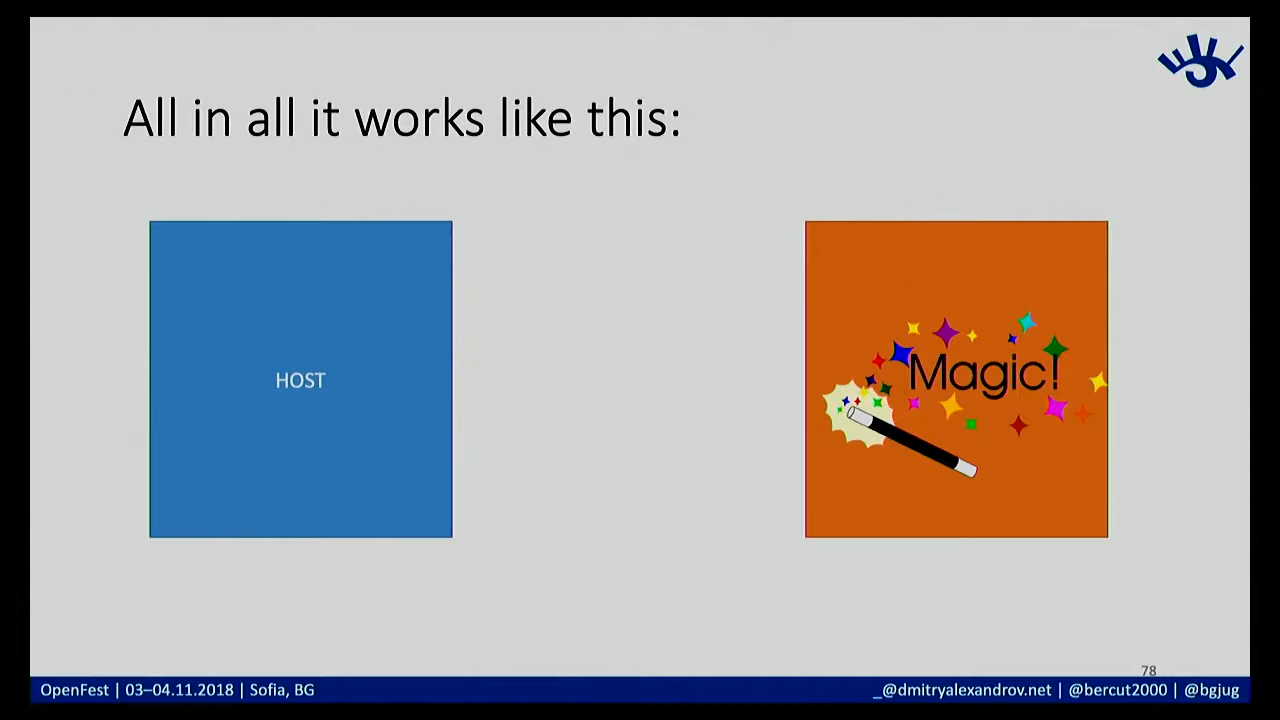 All in all it works like this:
HOST
Magic!
78
OpenFest | 03–04.11.2018 | Sofia, BG
_@dmitryalexandrov.net | @bercut2000 | @bgjug